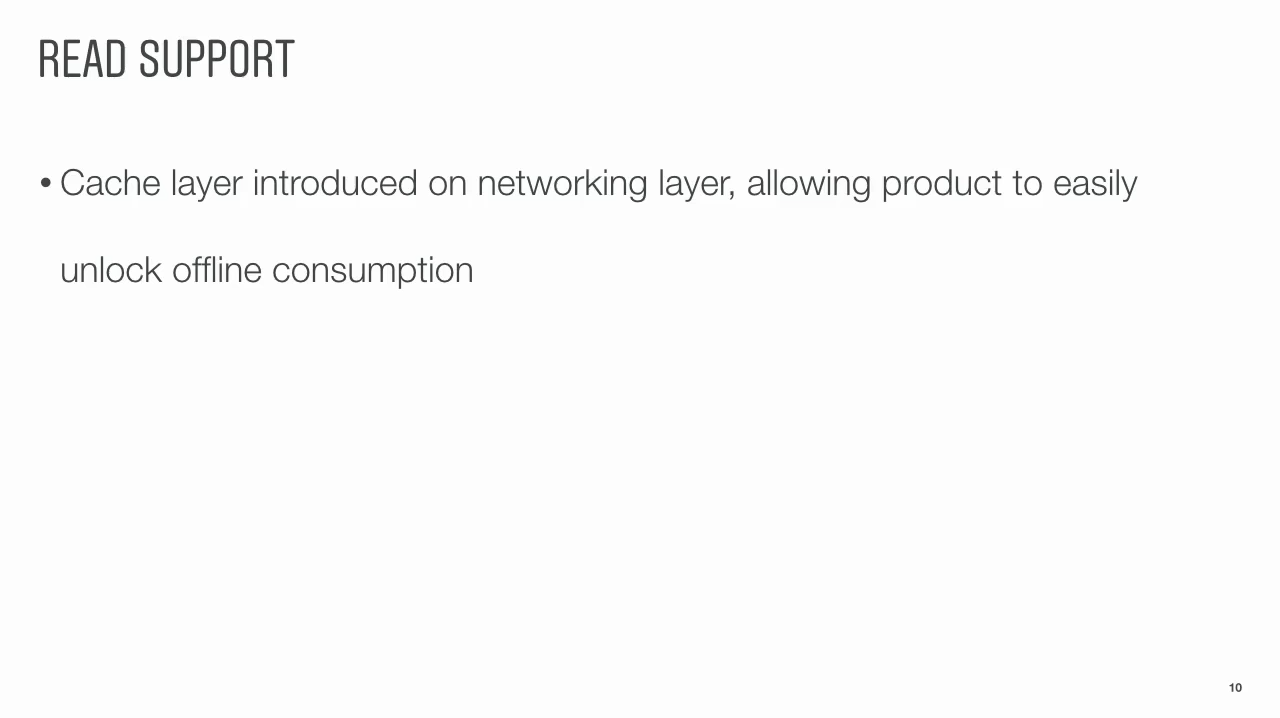 READ SUPPORT
• Cache layer introduced on networking layer, allowing product to easily
unlock offline consumption
10